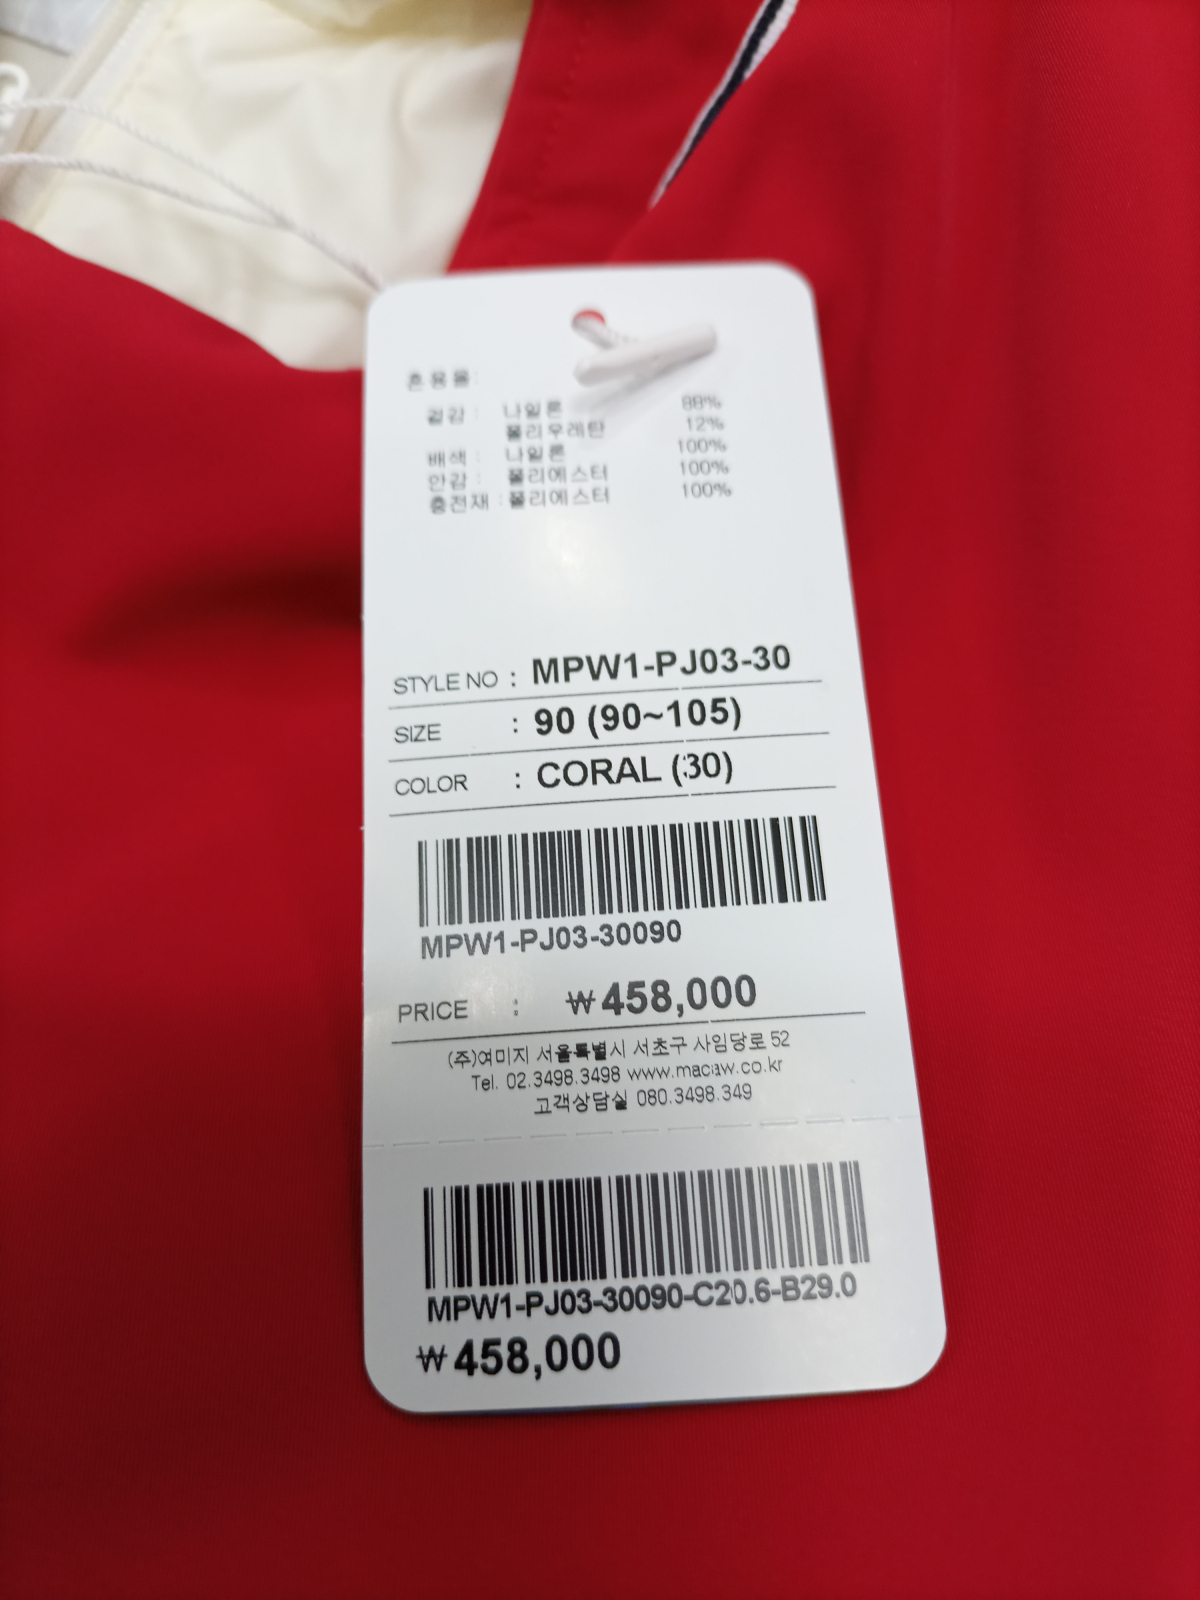 혼용율:
겉감 : 나일론 88%
폴리우레탄 12%
배색 : 나일론 100%
안감 : 폴리에스터 100%
충전재 : 폴리에스터 100%
STYLE NO : MPW1-PJ03-30
SIZE : 90 (90~105)
COLOR : CORAL (30)
MPW1-PJ03-30090
PRICE : ₩458,000
(주)여미지 서울특별시 서초구 사임당로 52
Tel. 02.3498.3498 www.macaw.co.kr
고객상담실 080.3498.349
MPW1-PJ03-30090-C20.6-B29.0
₩458,000